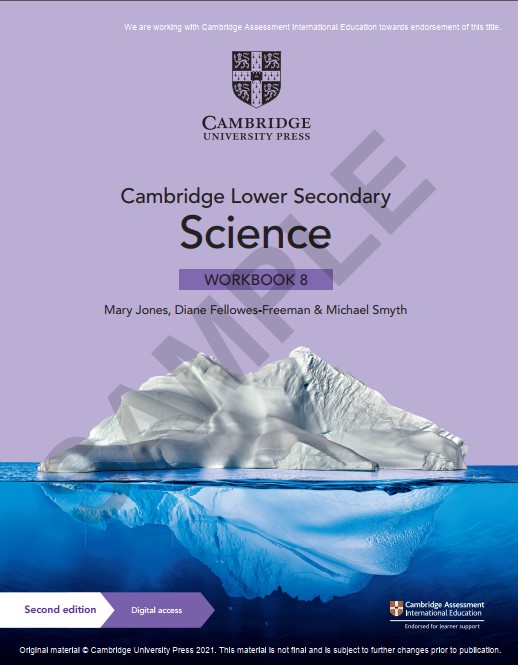 We are working with Cambridge Assessment International Education towards endorsement of this title.
CAMBRIDGE
UNIVERSITY PRESS
Cambridge Lower Secondary
Science
WORKBOOK 8
Mary Jones, Diane Fellowes-Freeman & Michael Smyth
SAMPLE
Second edition
Digital access
Cambridge Assessment
International Education
Endorsed for learner support
Original material © Cambridge University Press 2021. This material is not final and is subject to further changes prior to publication.